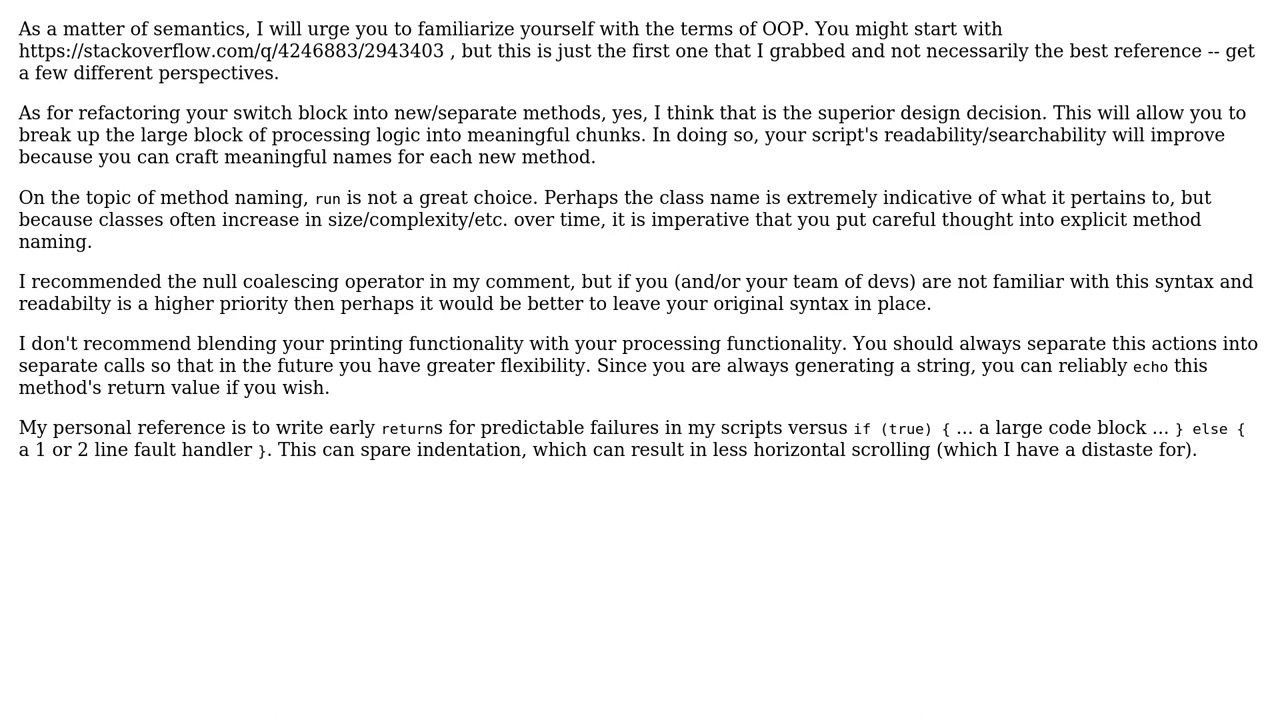 As a matter of semantics, I will urge you to familiarize yourself with the terms of OOP. You might start with
https://stackoverflow.com/q/4246883/2943403 , but this is just the first one that I grabbed and not necessarily the best reference -- get
a few different perspectives.
As for refactoring your switch block into new/separate methods, yes, I think that is the superior design decision. This will allow you to
break up the large block of processing logic into meaningful chunks. In doing so, your script's readability/searchability will improve
because you can craft meaningful names for each new method.
On the topic of method naming, run is not a great choice. Perhaps the class name is extremely indicative of what it pertains to, but
because classes often increase in size/complexity/etc. over time, it is imperative that you put careful thought into explicit method
naming.
I recommended the null coalescing operator in my comment, but if you (and/or your team of devs) are not familiar with this syntax and
readabilty is a higher priority then perhaps it would be better to leave your original syntax in place.
I don't recommend blending your printing functionality with your processing functionality. You should always separate this actions into
separate calls so that in the future you have greater flexibility. Since you are always generating a string, you can reliably echo this
method's return value if you wish.
My personal reference is to write early returns for predictable failures in my scripts versus if (true) { ... a large code block ... } else {
a 1 or 2 line fault handler }. This can spare indentation, which can result in less horizontal scrolling (which I have a distaste for).